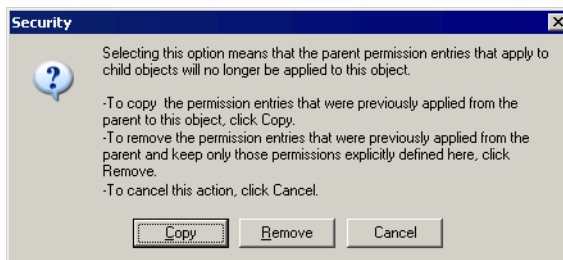 Security
Selecting this option means that the parent permission entries that apply to
child objects will no longer be applied to this object.
-To copy  the permission entries that were previously applied from the
parent to this object, click Copy.
-To remove the permission entries that were previously applied from the
parent and keep only those permissions explicitly defined here, click
Remove.
-To cancel this action, click Cancel.
Copy Remove Cancel